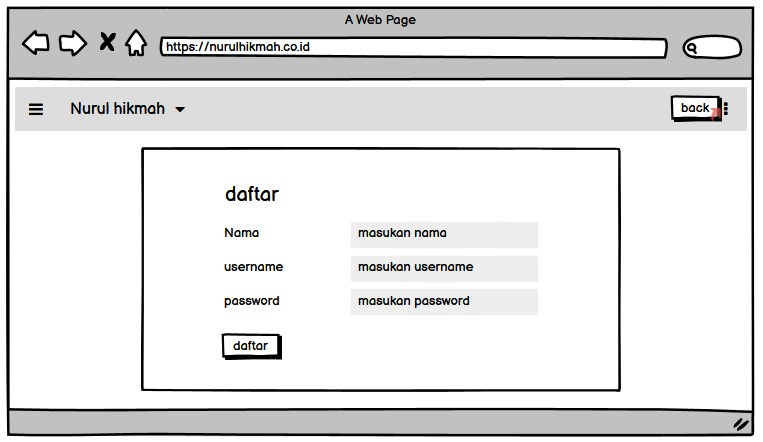 A Web Page
https://nurulhikmah.co.id
Nurul hikmah
back
daftar
Nama masukan nama
username masukan username
password masukan password
daftar